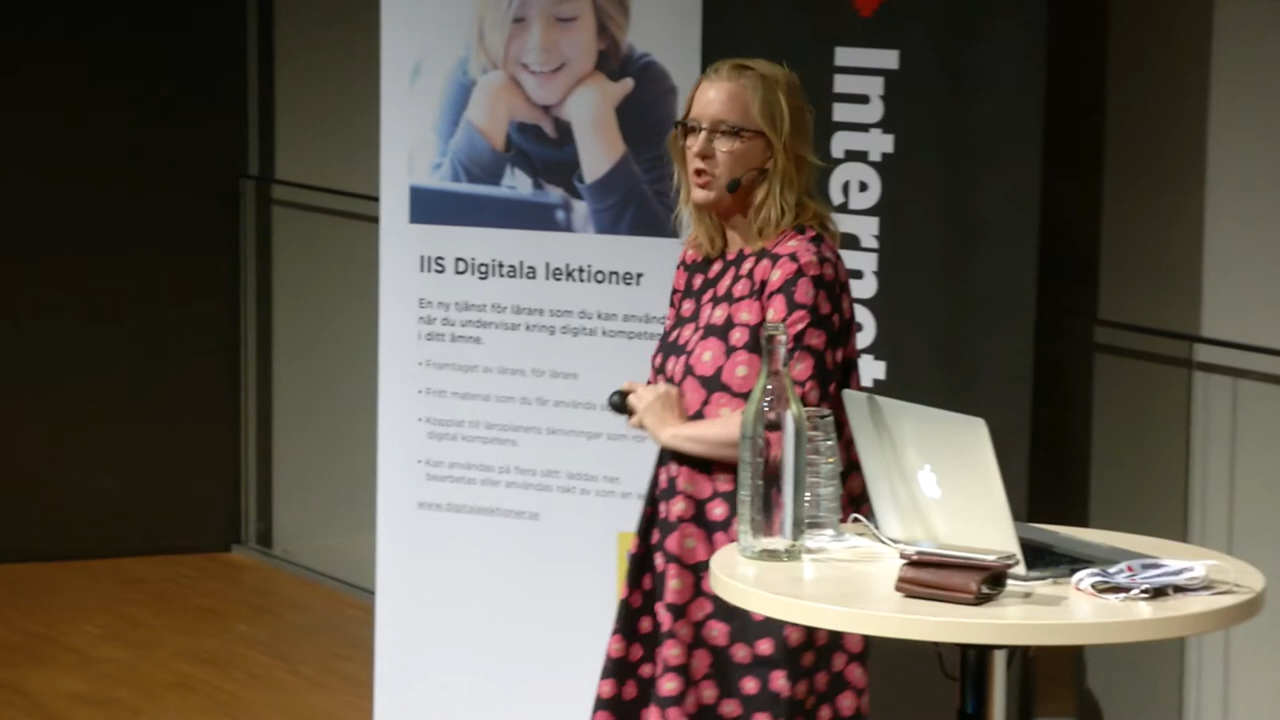 IIS Digitala lektioner
En ny tjänst för lärare som du kan använd
när du undervisar kring digital kompeten
i ditt ämne.
• Framtaget av lärare, för lärare
• Fritt material som du får använda
• Kopplat till läroplanens skrivningar som rör
digital kompetens
• Kan användas på flera sätt: laddas ner,
bearbetas eller användas rakt av som en
www.digitalalektioner.se
Internet